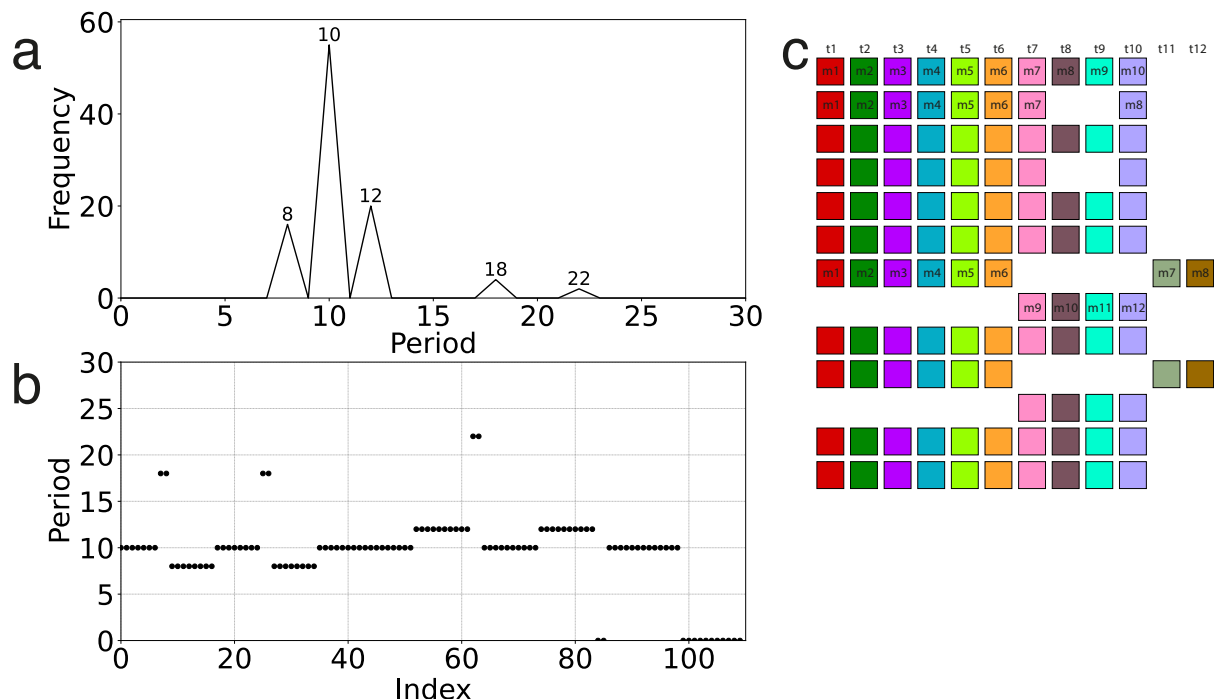 a
60
40
20
0
Frequency
8
10
12
18
22
0 5 10 15 20 25 30
Period
b
30
25
20
15
10
5
0
Period
0 20 40 60 80 100
Index
c
t1 t2 t3 t4 t5 t6 t7 t8 t9 t10 t11 t12
m1 m2 m3 m4 m5 m6 m7 m8 m9 m10
m1 m2 m3 m4 m5 m6 m7 m8
m1 m2 m3 m4 m5 m6 m7 m8
m9 m10 m11 m12